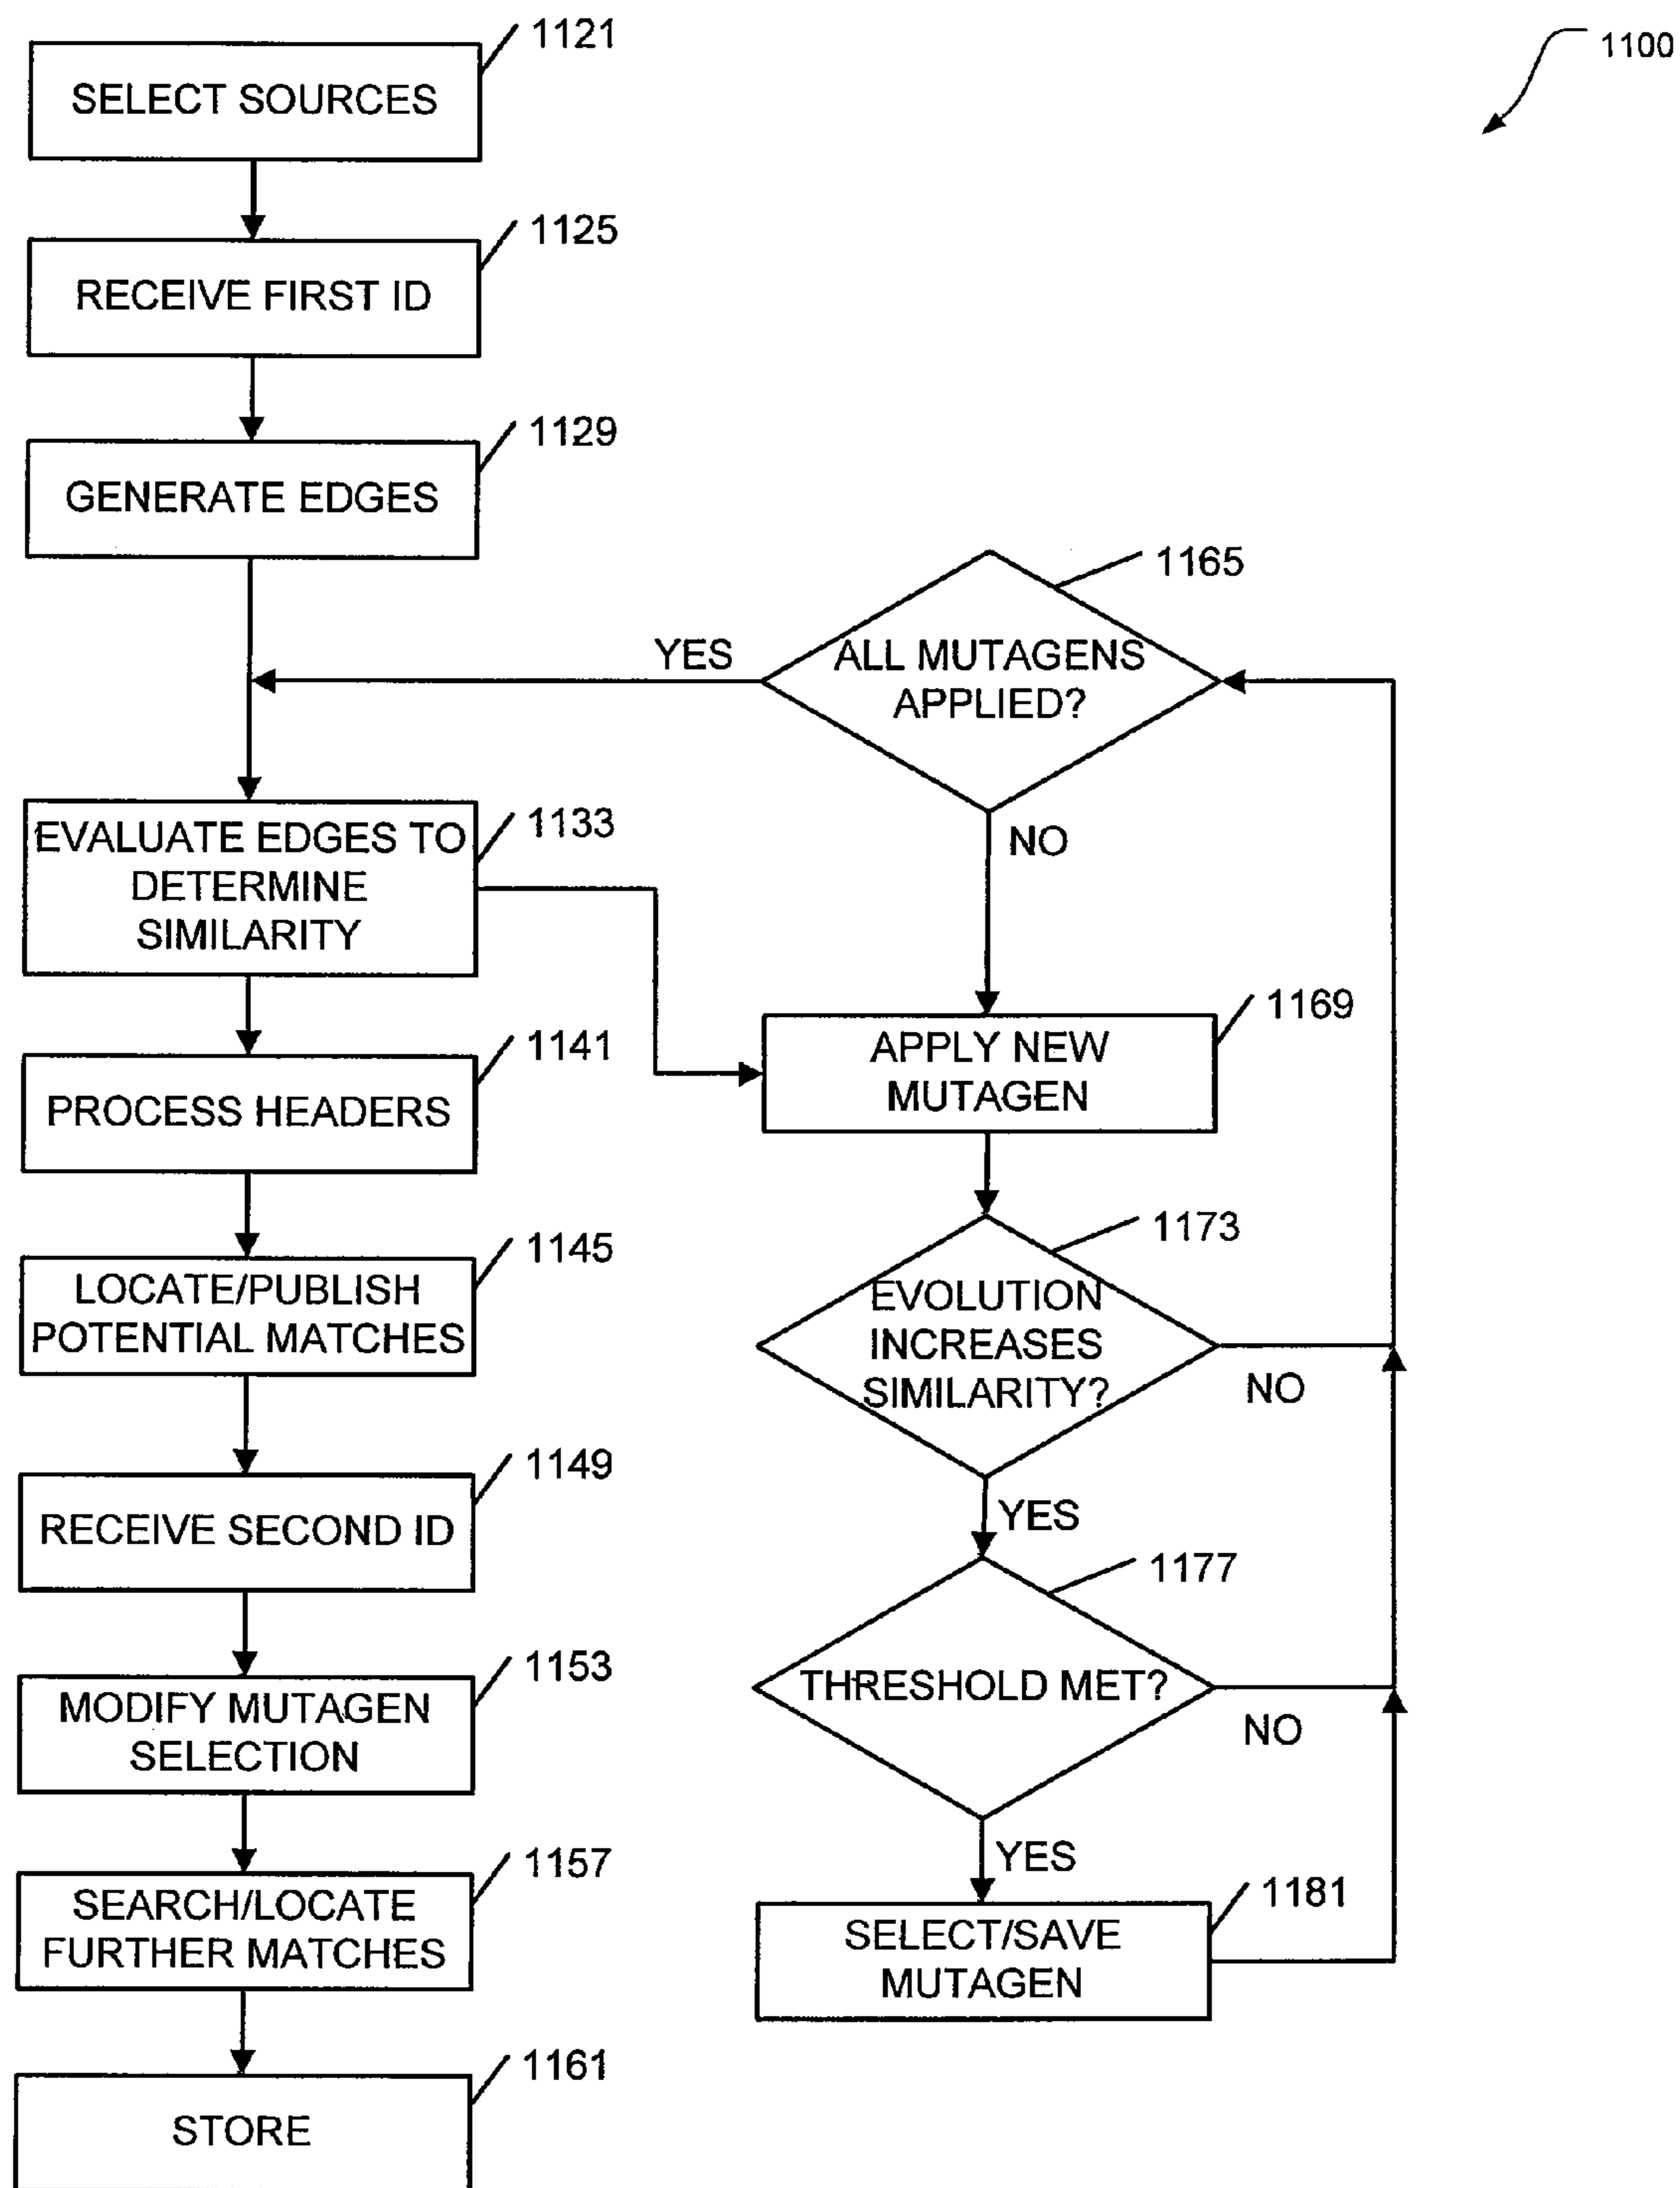 1100
1121
SELECT SOURCES
1125
RECEIVE FIRST ID
1129
GENERATE EDGES
1133
EVALUATE EDGES TO
DETERMINE
SIMILARITY
1141
PROCESS HEADERS
1145
LOCATE/PUBLISH
POTENTIAL MATCHES
1149
RECEIVE SECOND ID
1153
MODIFY MUTAGEN
SELECTION
1157
SEARCH/LOCATE
FURTHER MATCHES
1161
STORE
1165
ALL MUTAGENS
APPLIED?
YES
NO
1169
APPLY NEW
MUTAGEN
1173
EVOLUTION
INCREASES
SIMILARITY?
NO
YES
1177
THRESHOLD MET?
NO
YES
1181
SELECT/SAVE
MUTAGEN